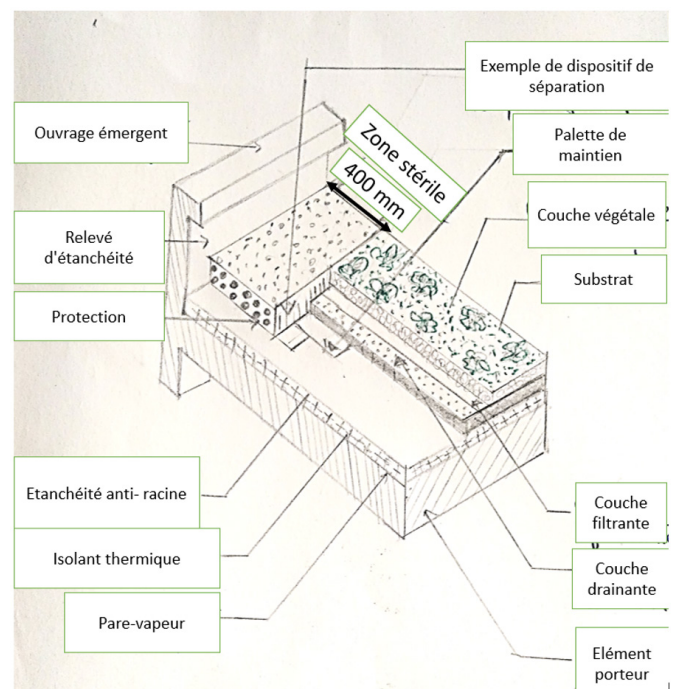 Exemple de dispositif de
séparation
Ouvrage émergent
Palette de
maintien
Zone stérile
400 mm
Couche végétale
Relevé
d'étanchéité
Substrat
Protection
Etanchéité anti- racine
Couche
filtrante
Isolant thermique
Couche
drainante
Pare-vapeur
Elément
porteur